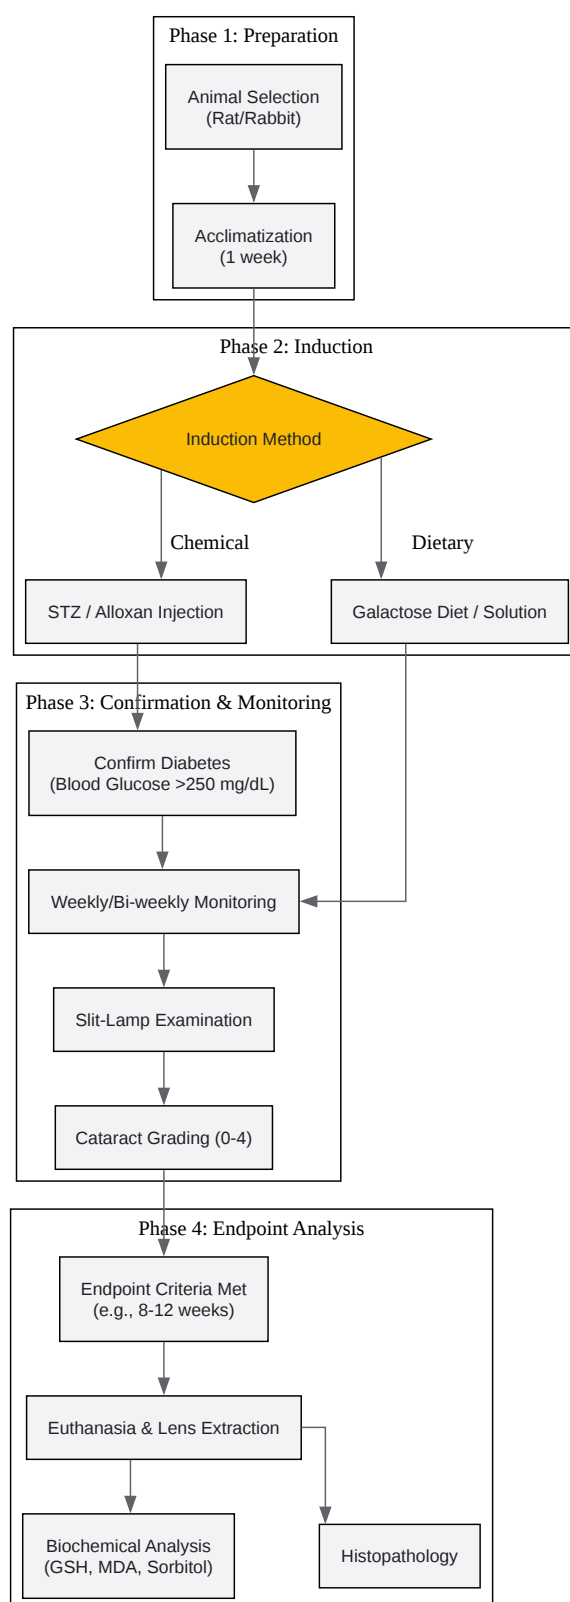 Phase 1: Preparation
Animal Selection
(Rat/Rabbit)
Acclimatization
(1 week)
Phase 2: Induction
Induction Method
Chemical
Dietary
STZ / Alloxan Injection
Galactose Diet / Solution
Phase 3: Confirmation & Monitoring
Confirm Diabetes
(Blood Glucose >250 mg/dL)
Weekly/Bi-weekly Monitoring
Slit-Lamp Examination
Cataract Grading (0-4)
Phase 4: Endpoint Analysis
Endpoint Criteria Met
(e.g., 8-12 weeks)
Euthanasia & Lens Extraction
Biochemical Analysis
(GSH, MDA, Sorbitol)
Histopathology